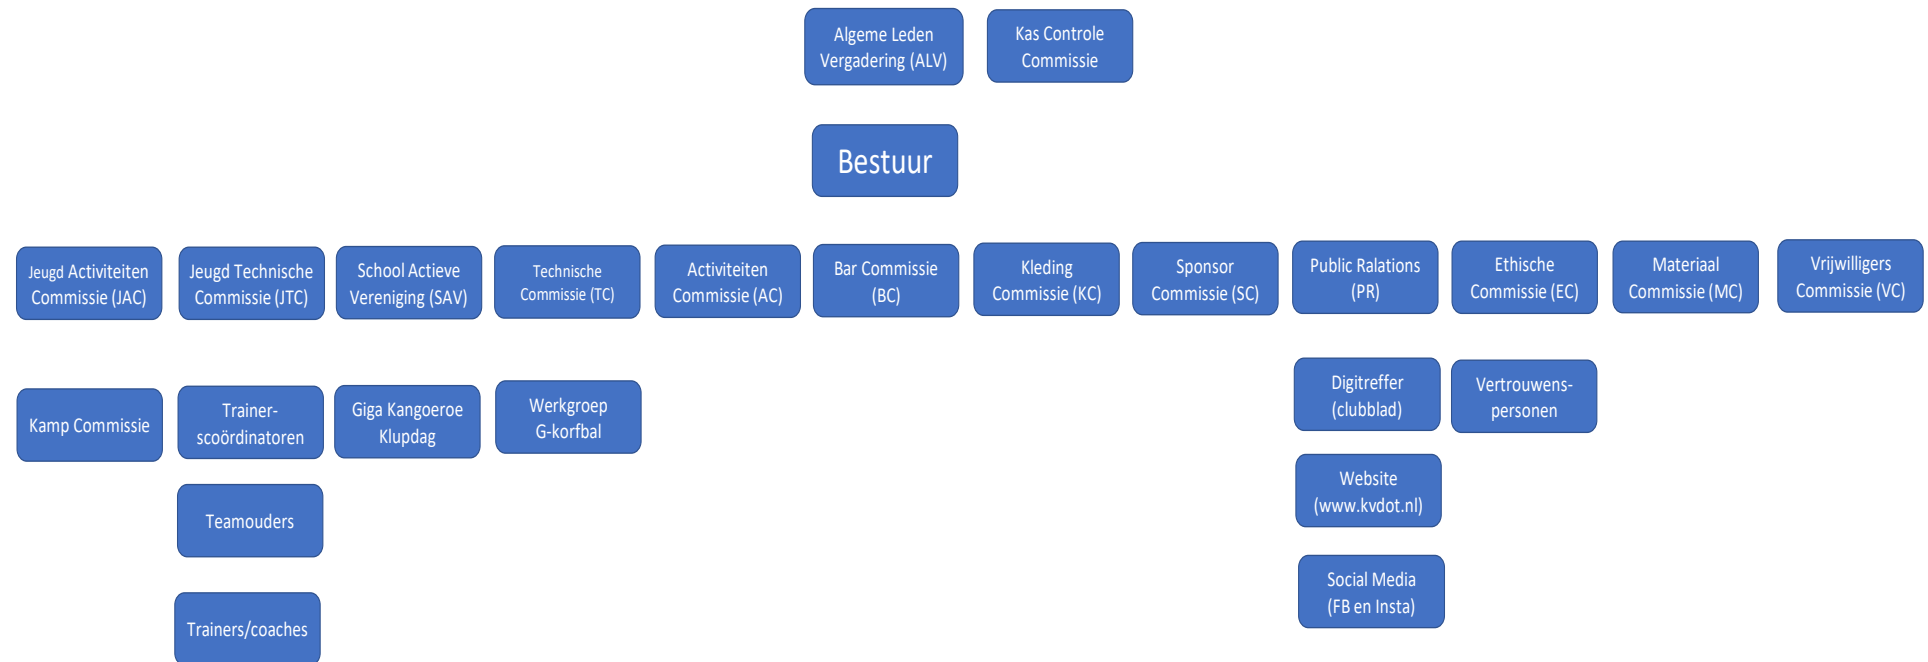 Algeme Leden
Vergadering (ALV)
Kas Controle
Commissie
Bestuur
Jeugd Activiteiten
Commissie (JAC)
Jeugd Technische
Commissie (JTC)
School Actieve
Vereniging (SAV)
Technische
Commissie (TC)
Activiteiten
Commissie (AC)
Bar Commissie
(BC)
Kleding
Commissie (KC)
Sponsor
Commissie (SC)
Public Ralations
(PR)
Ethische
Commissie (EC)
Materiaal
Commissie (MC)
Vrijwilligers
Commissie (VC)
Kamp Commissie
Trainer-
scoördinatoren
Giga Kangoeroe
Klupdag
Werkgroep
G-korfbal
Digitreffer
(clubblad)
Vertrouwens-
personen
Teamouders
Website
(www.kvdot.nl)
Trainers/coaches
Social Media
(FB en Insta)